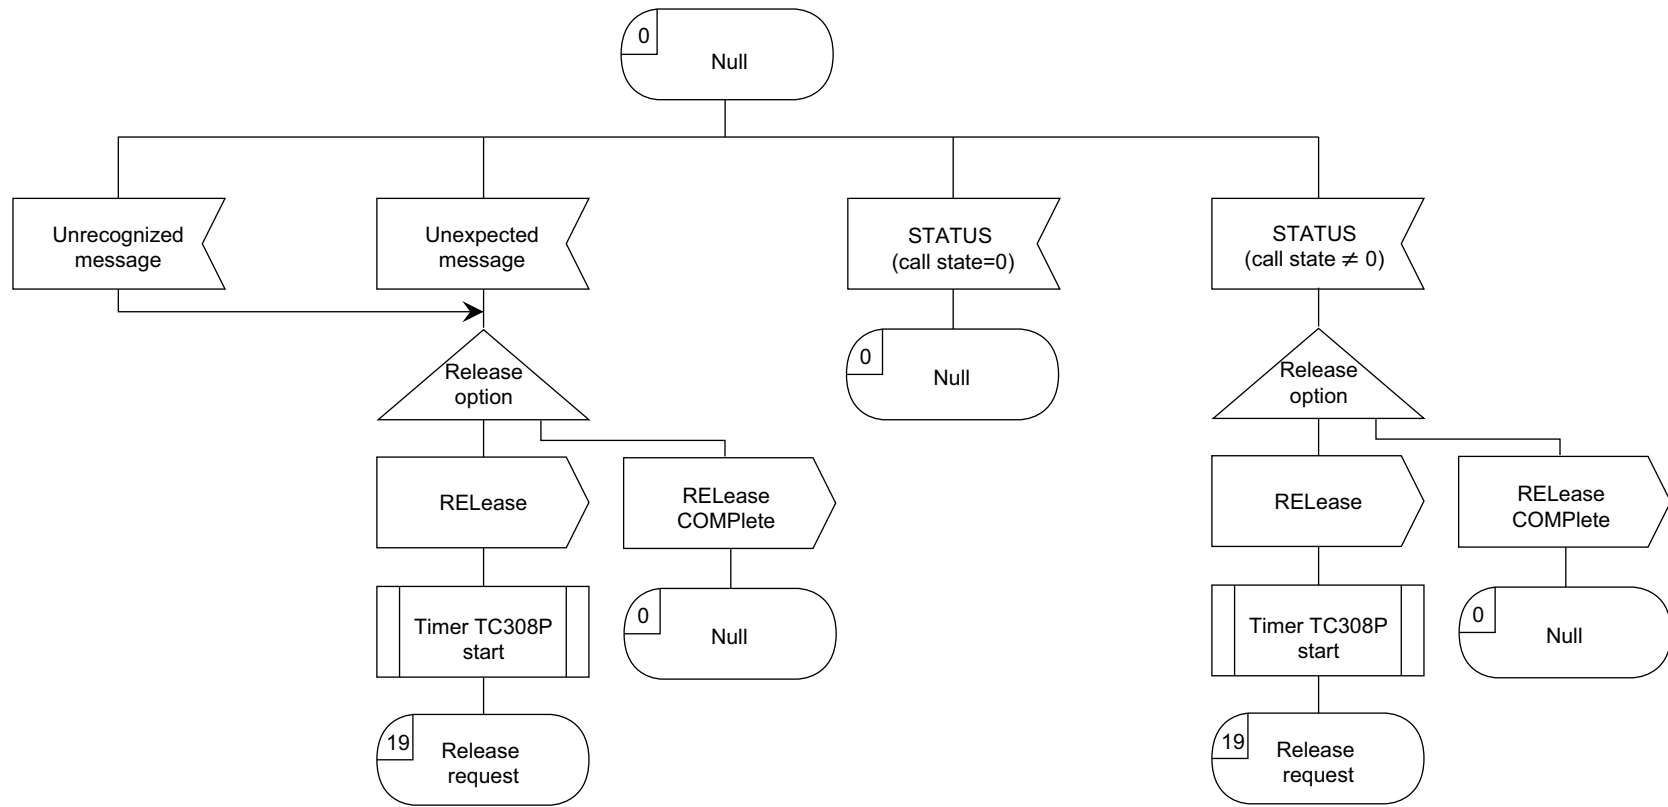 0
Null
Unrecognized
message
Unexpected
message
STATUS
(call state=0)
STATUS
(call state ≠ 0)
Release
option
0
Null
Release
option
RELease
RELease
COMPlete
RELease
RELease
COMPlete
Timer TC308P
start
0
Null
Timer TC308P
start
0
Null
19
Release
request
19
Release
request